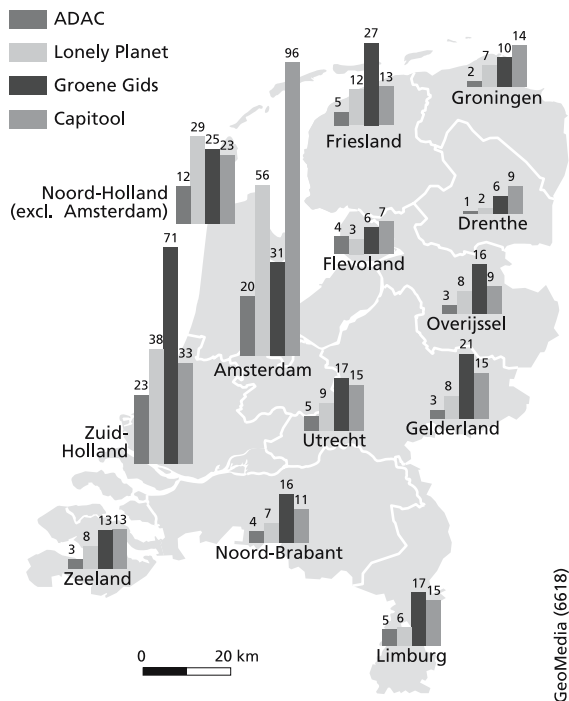 ADAC
Lonely Planet
Groene Gids
Capitool
2 7 10 14
Groningen
5 12 27 13
Friesland
12 29 25 23
Noord-Holland
(excl. Amsterdam)
1 2 6 9
Drenthe
4 3 6 7
Flevoland
20 56 31 96
Amsterdam
3 8 16 9
Overijssel
23 38 71 33
Zuid-
Holland
5 9 17 15
Utrecht
3 8 21 15
Gelderland
3 8 13 13
Zeeland
4 7 16 11
Noord-Brabant
5 6 17 15
Limburg
0 20 km
GeoMedia (6618)